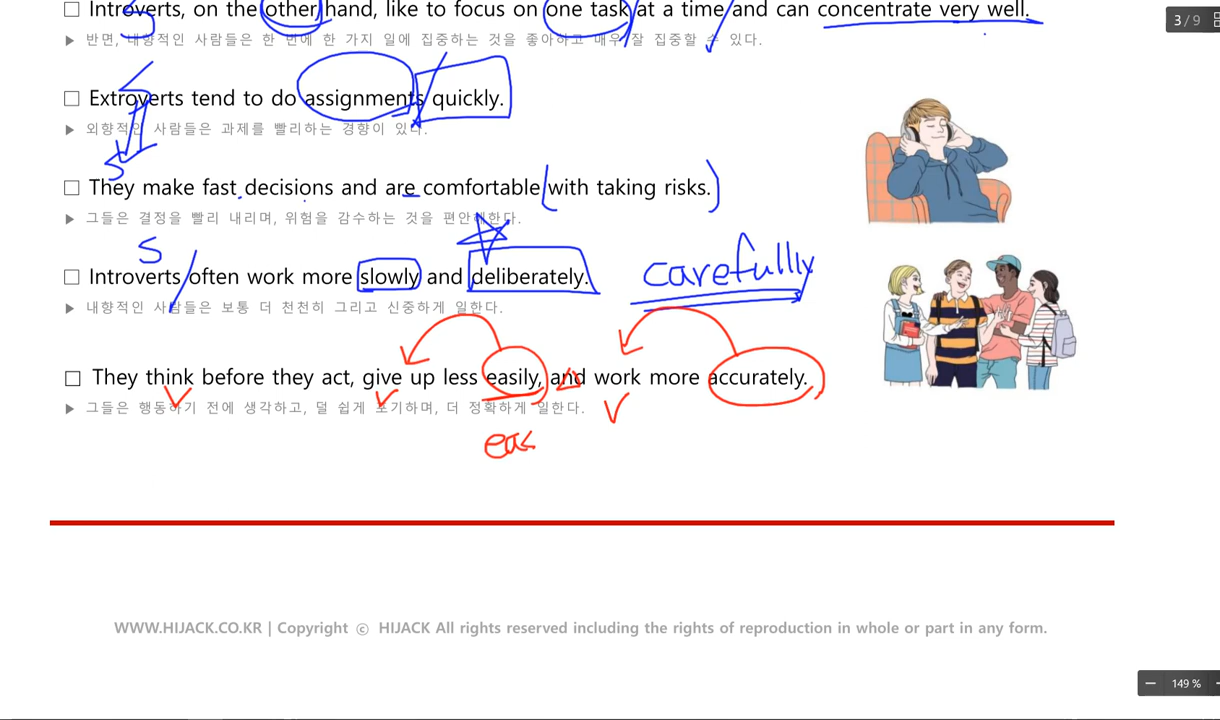 □ Introverts, on the other hand, like to focus on one task at a time and can concentrate very well.
▶ 반면, 내향적인 사람들은 한 번에 한 가지 일에 집중하는 것을 좋아하고 매우 잘 집중할 수 있다.
3 / 9
□ Extroverts tend to do assignments quickly.
▶ 외향적인 사람들은 과제를 빨리하는 경향이 있다.
S
□ They make fast decisions and are comfortable with taking risks.
▶ 그들은 결정을 빨리 내리며, 위험을 감수하는 것을 편안해한다.
S
□ Introverts often work more slowly and deliberately. carefullly
▶ 내향적인 사람들은 보통 더 천천히 그리고 신중하게 일한다.
□ They think before they act, give up less easily, and work more accurately.
▶ 그들은 행동하기 전에 생각하고, 덜 쉽게 포기하며, 더 정확하게 일한다.
WWW.HIJACK.CO.KR | Copyright ⓒ HIJACK All rights reserved including the rights of reproduction in whole or part in any form.
149 %